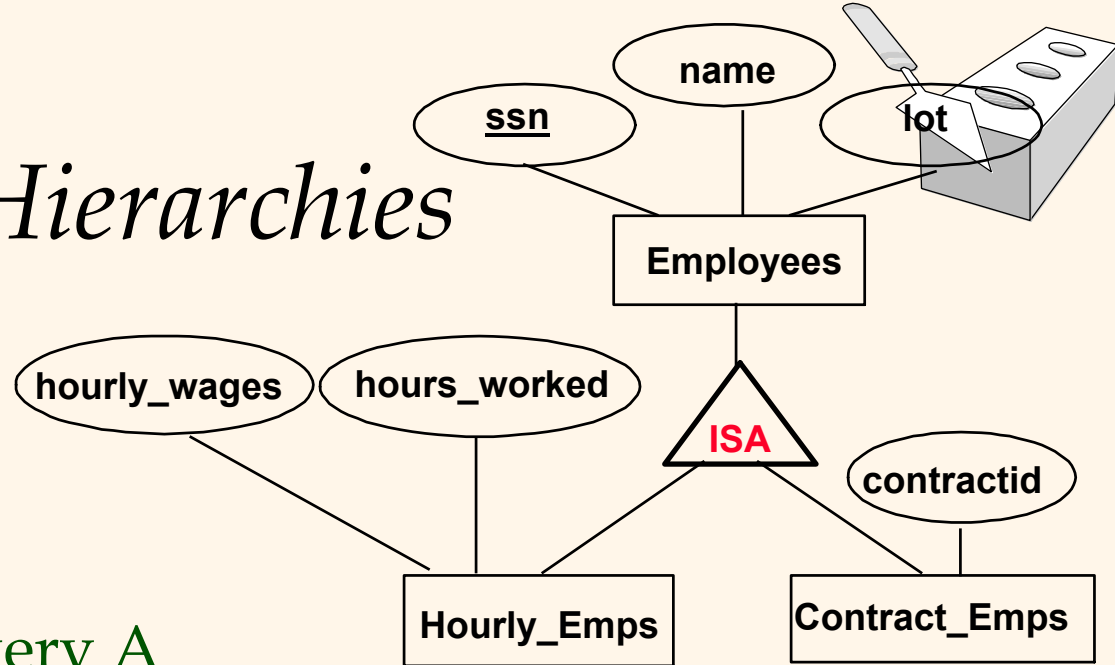 name
ssn
lot
Hierarchies
Employees
hourly_wages
hours_worked
ISA
contractid
Hourly_Emps
Contract_Emps
A